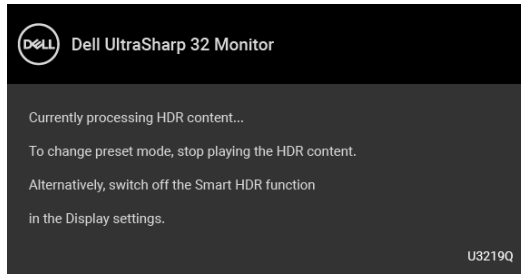 DELL
Dell UltraSharp 32 Monitor
Currently processing HDR content...
To change preset mode, stop playing the HDR content.
Alternatively, switch off the Smart HDR function
in the Display settings.
U3219Q